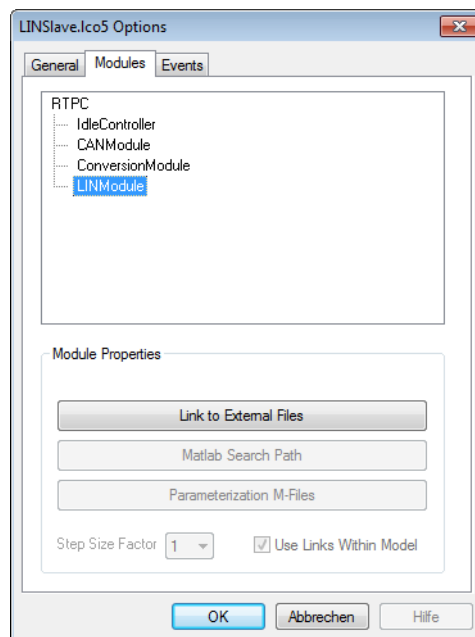 LINSlave.lco5 Options
General Modules Events
RTPC
IdleController
CANModule
ConversionModule
LINModule
Module Properties
Link to External Files
Matlab Search Path
Parameterization M-Files
Step Size Factor 1 Use Links Within Model
OK Abbrechen Hilfe